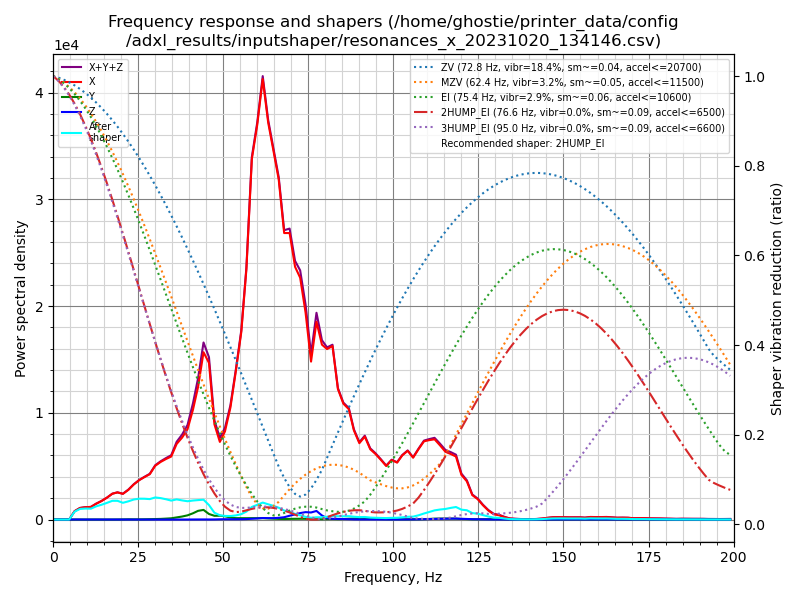 Frequency response and shapers (/home/ghostie/printer_data/config
/adxl_results/inputshaper/resonances_x_20231020_134146.csv)
1e4
X+Y+Z
X
Y
Z
After
shaper
ZV (72.8 Hz, vibr=18.4%, sm~=0.04, accel<=20700)
MZV (62.4 Hz, vibr=3.2%, sm~=0.05, accel<=11500)
EI (75.4 Hz, vibr=2.9%, sm~=0.06, accel<=10600)
2HUMP_EI (76.6 Hz, vibr=0.0%, sm~=0.09, accel<=6500)
3HUMP_EI (95.0 Hz, vibr=0.0%, sm~=0.09, accel<=6600)
Recommended shaper: 2HUMP_EI
Power spectral density
4
3
2
1
0
1.0
0.8
0.6
0.4
0.2
0.0
Shaper vibration reduction (ratio)
0 25 50 75 100 125 150 175 200
Frequency, Hz